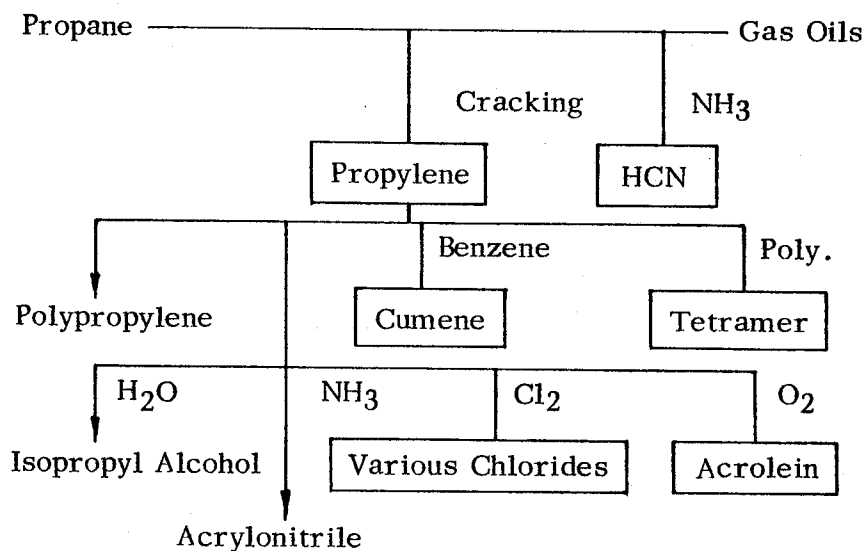 Propane Gas Oils
Cracking NH3
Propylene HCN
Benzene Poly.
Polypropylene Cumene Tetramer
H2O NH3 Cl2 O2
Isopropyl Alcohol Various Chlorides Acrolein
Acrylonitrile